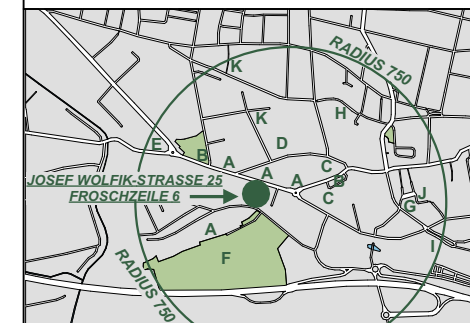 RADIUS 750
K
H
K
E
D
B
A
C
A
A
B
C
J
G
JOSEF WOLFIK-STRASSE 25
FROSCHZEILE 6
A
F
I
RADIUS 750